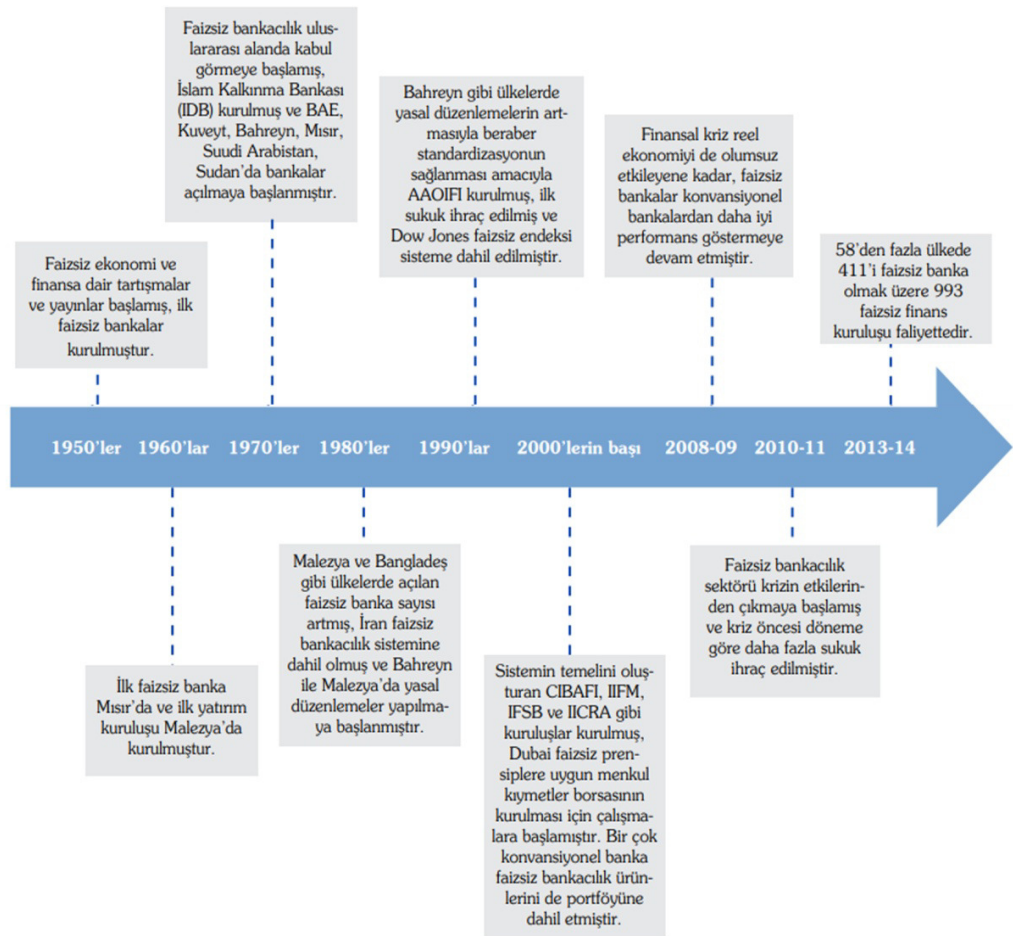 Faizsiz bankacılık ulus-
lararası alanda kabul
görmeye başlamış,
İslam Kalkınma Bankası
(IDB) kurulmuş ve BAE,
Kuveyt, Bahreyn, Mısır,
Suudi Arabistan,
Sudan'da bankalar
açılmaya başlanmıştır.
Bahreyn gibi ülkelerde
yasal düzenlemelerin art-
masıyla beraber
standardizasyonun
sağlanması amacıyla
AAOIFI kurulmuş, ilk
sukuk ihraç edilmiş ve
Dow Jones faizsiz endeksi
sisteme dahil edilmiştir.
Finansal kriz reel
ekonomiyi de olumsuz
etkileyene kadar, faizsiz
bankalar konvansiyonel
bankalardan daha iyi
performans göstermeye
devam etmiştir.
58'den fazla ülkede
411'i faizsiz banka
olmak üzere 993
faizsiz finans
kuruluşu faliyettedir.
Faizsiz ekonomi ve
finansa dair tartışmalar
ve yayınlar başlamış, ilk
faizsiz bankalar
kurulmuştur.
1950'ler 1960'lar 1970'ler 1980'ler 1990'lar 2000'lerin başı 2008-09 2010-11 2013-14
İlk faizsiz banka
Mısır'da ve ilk yatırım
kuruluşu Malezya'da
kurulmuştur.
Malezya ve Bangladeş
gibi ülkelerde açılan
faizsiz banka sayısı
artmış, İran faizsiz
bankacılık sistemine
dahil olmuş ve Bahreyn
ile Malezya'da yasal
düzenlemeler yapılma-
ya başlanmıştır.
Sistemin temelini oluş-
turan CIBAFI, IIFM,
IFSB ve IICRA gibi
kuruluşlar kurulmuş,
Dubai faizsiz pren-
siplere uygun menkul
kıymetler borsasının
kurulması için çalışma-
lara başlamıştır. Bir çok
konvansiyonel banka
faizsiz bankacılık ürün-
lerini de portföyüne
dahil etmiştir.
Faizsiz bankacılık
sektörü krizin etkilerin-
den çıkmaya başlamış
ve kriz öncesi döneme
göre daha fazla sukuk
ihraç edilmiştir.